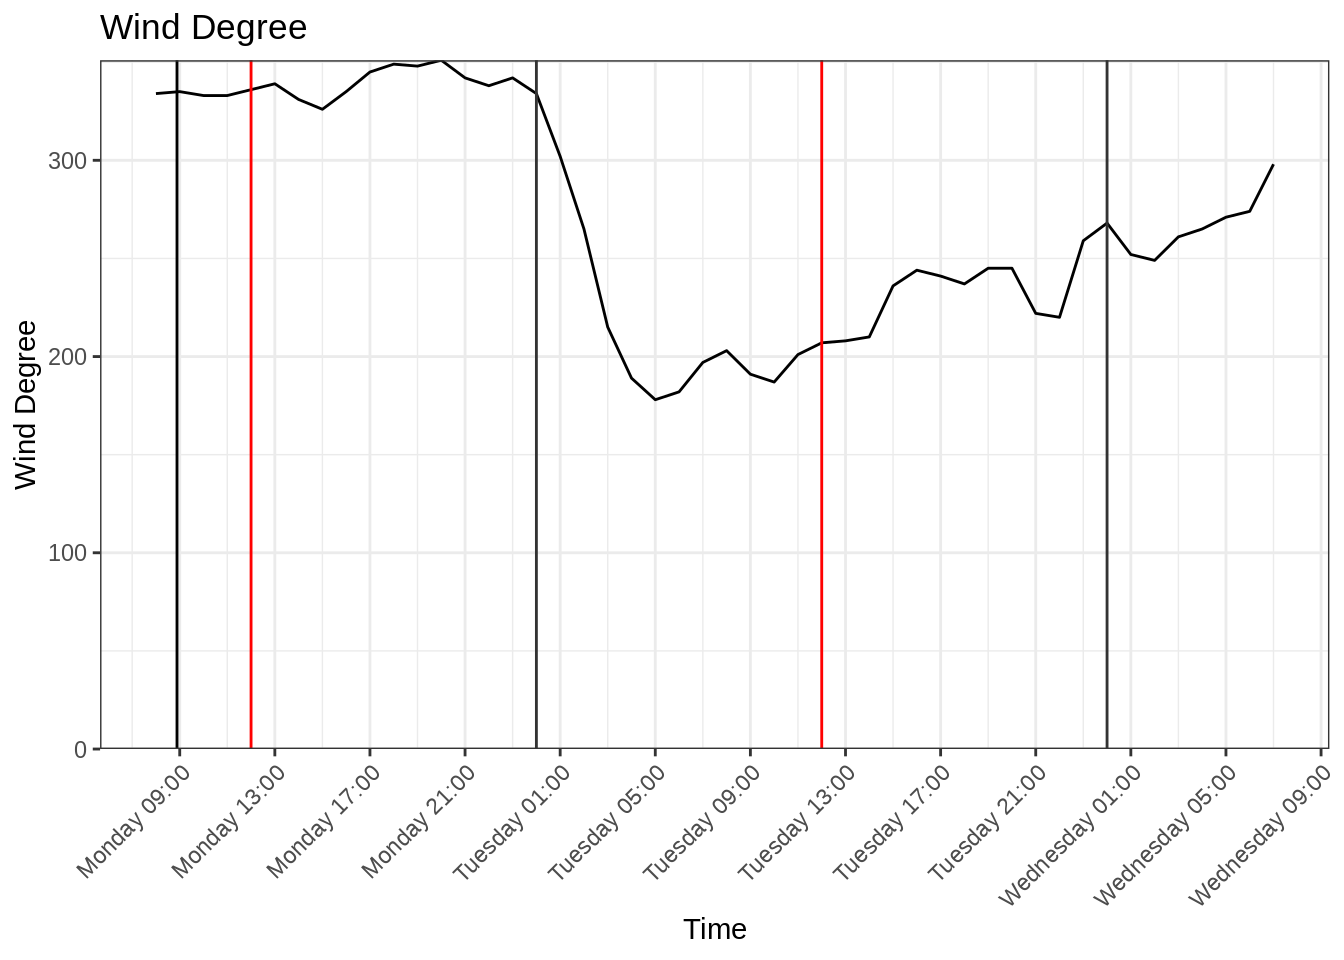 Wind Degree
Wind Degree
300
200
100
0
Monday 09:00
Monday 13:00
Monday 17:00
Monday 21:00
Tuesday 01:00
Tuesday 05:00
Tuesday 09:00
Tuesday 13:00
Tuesday 17:00
Tuesday 21:00
Wednesday 01:00
Wednesday 05:00
Wednesday 09:00
Time